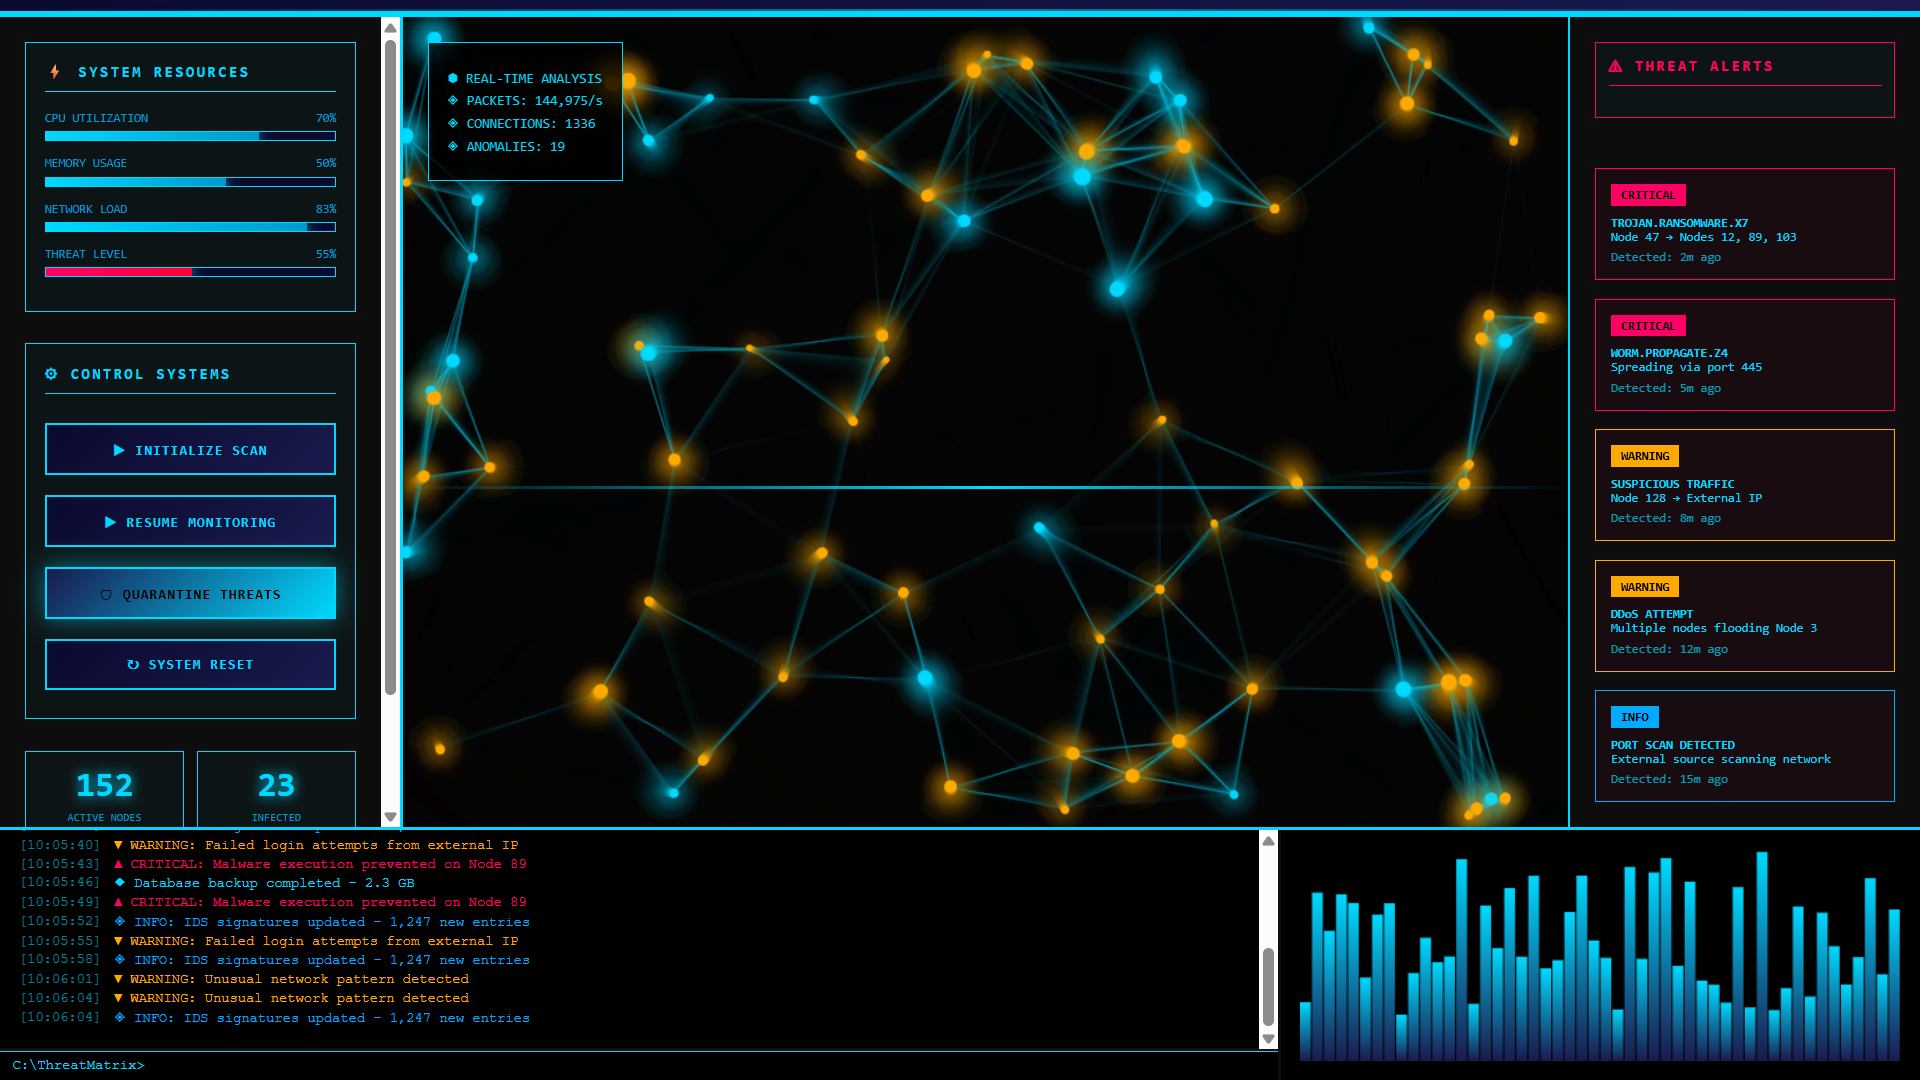 SYSTEM RESOURCES
CPU UTILIZATION 70%
MEMORY USAGE 50%
NETWORK LOAD 83%
THREAT LEVEL 55%
⚙ CONTROL SYSTEMS
▶ INITIALIZE SCAN
▶ RESUME MONITORING
QUARANTINE THREATS
↻ SYSTEM RESET
152
ACTIVE NODES
23
INFECTED
⬢ REAL-TIME ANALYSIS
◈ PACKETS: 144,975/s
◈ CONNECTIONS: 1336
◈ ANOMALIES: 19
THREAT ALERTS
CRITICAL
TROJAN.RANSOMWARE.X7
Node 47 → Nodes 12, 89, 103
Detected: 2m ago
CRITICAL
WORM.PROPAGATE.Z4
Spreading via port 445
Detected: 5m ago
WARNING
SUSPICIOUS TRAFFIC
Node 128 → External IP
Detected: 8m ago
WARNING
DDoS ATTEMPT
Multiple nodes flooding Node 3
Detected: 12m ago
INFO
PORT SCAN DETECTED
External source scanning network
Detected: 15m ago
[10:05:40] ▼ WARNING: Failed login attempts from external IP
[10:05:43] ▲ CRITICAL: Malware execution prevented on Node 89
[10:05:46] ◆ Database backup completed - 2.3 GB
[10:05:49] ▲ CRITICAL: Malware execution prevented on Node 89
[10:05:52] ◈ INFO: IDS signatures updated - 1,247 new entries
[10:05:55] ▼ WARNING: Failed login attempts from external IP
[10:05:58] ◈ INFO: IDS signatures updated - 1,247 new entries
[10:06:01] ▼ WARNING: Unusual network pattern detected
[10:06:04] ▼ WARNING: Unusual network pattern detected
[10:06:04] ◈ INFO: IDS signatures updated - 1,247 new entries
C:\ThreatMatrix>